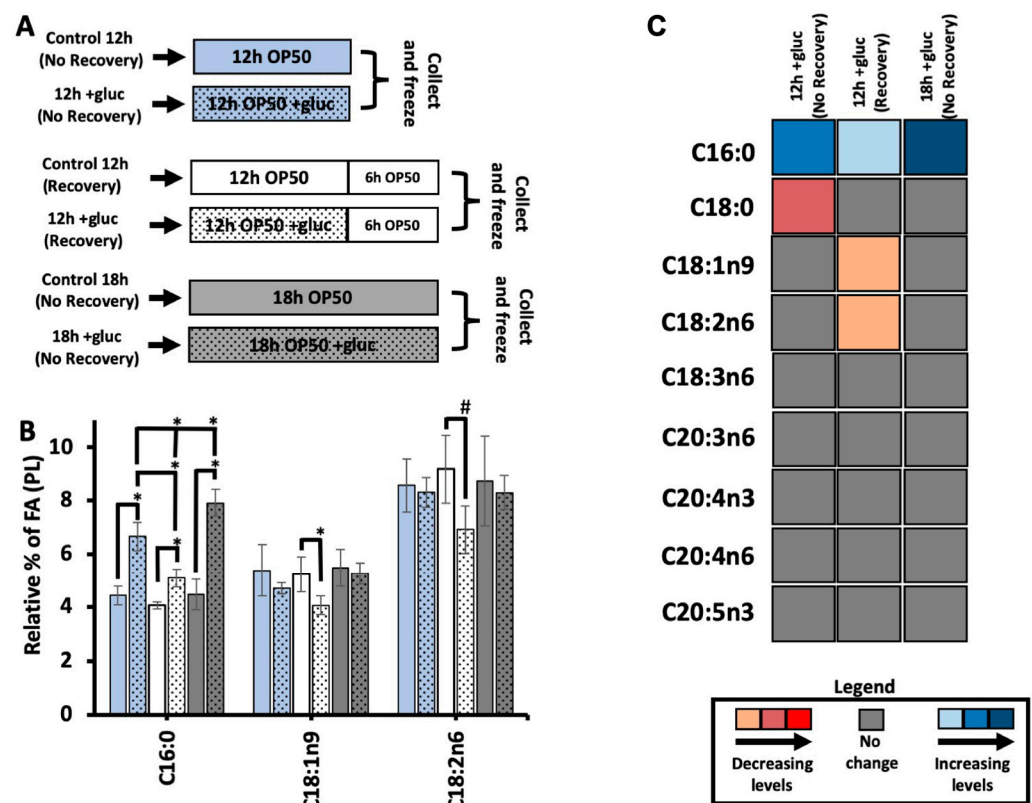 A
Control 12h
(No Recovery)
12h OP50
12h +gluc
(No Recovery)
12h OP50 +gluc
Collect
and freeze
Control 12h
(Recovery)
12h OP50
6h OP50
12h +gluc
(Recovery)
12h OP50 +gluc
6h OP50
Collect
and freeze
Control 18h
(No Recovery)
18h OP50
18h +gluc
(No Recovery)
18h OP50 +gluc
Collect
and freeze
B
Relative % of FA (PL)
10
8
6
4
2
0
*
*
*
*
*
*
*
#
C16:0
C18:1n9
C18:2n6
C
12h +gluc
(No Recovery)
12h +gluc
(Recovery)
18h +gluc
(No Recovery)
C16:0
C18:0
C18:1n9
C18:2n6
C18:3n6
C20:3n6
C20:4n3
C20:4n6
C20:5n3
Legend
Decreasing
levels
No
change
Increasing
levels